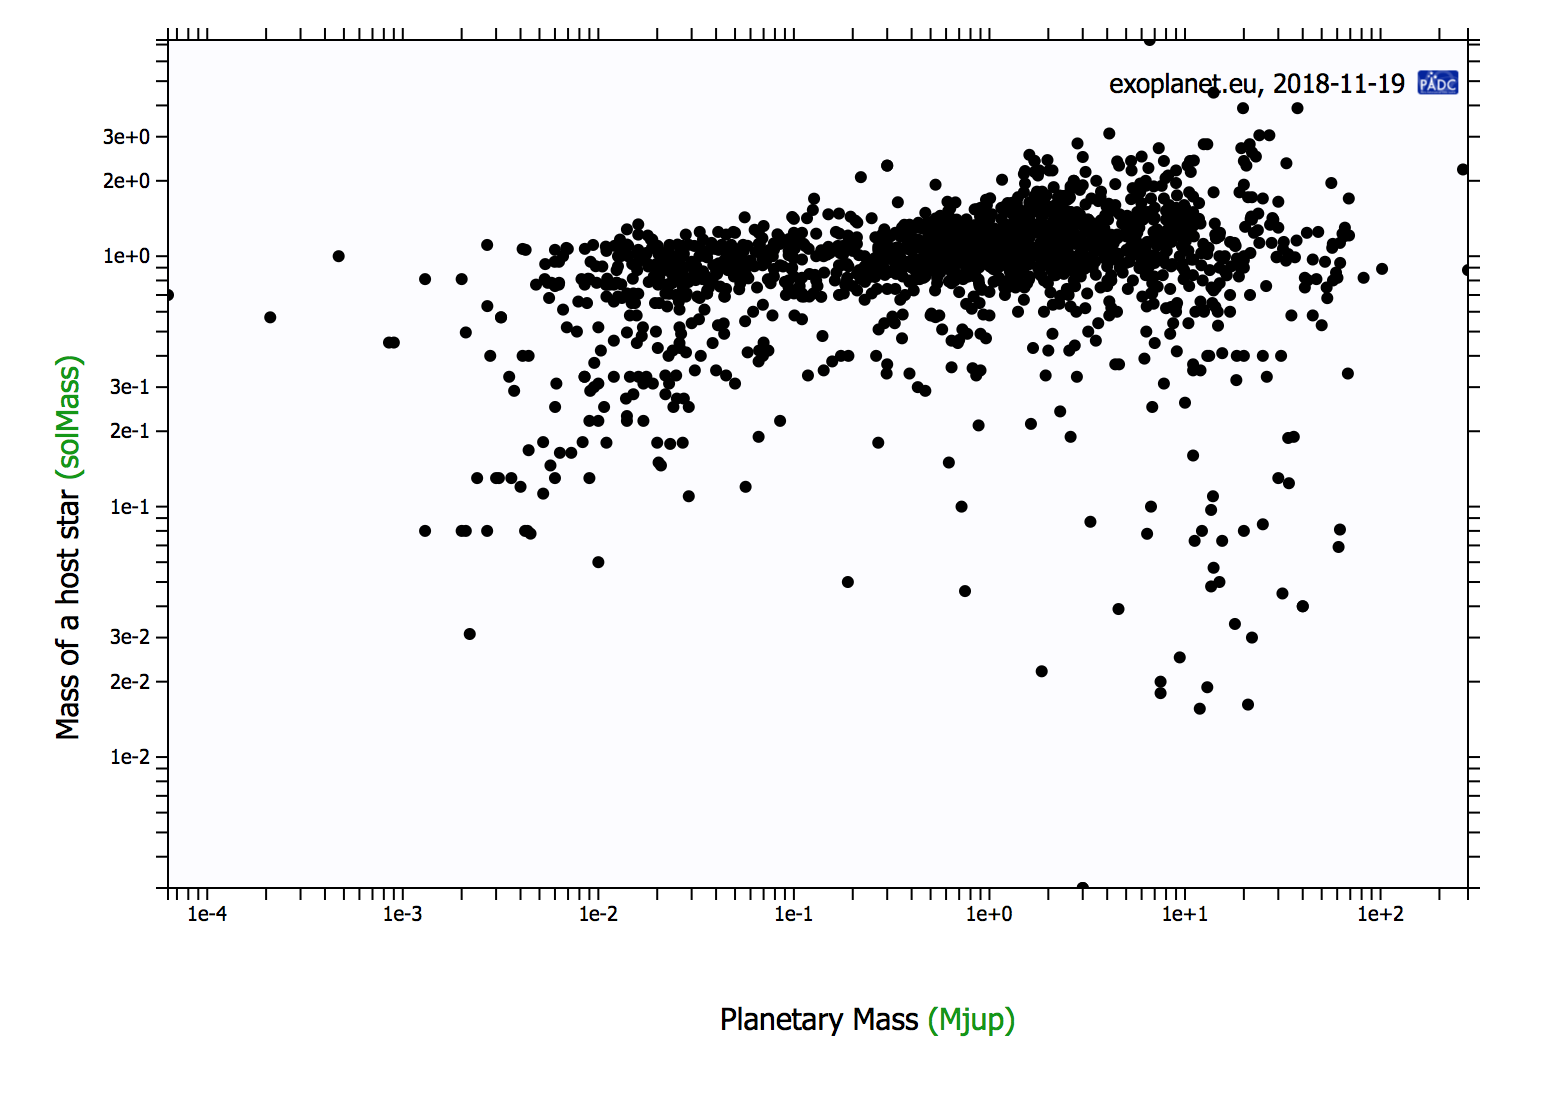 exoplanet.eu, 2018-11-19 PADC
3e+0
2e+0
1e+0
3e-1
2e-1
1e-1
3e-2
2e-2
1e-2
Mass of a host star (solMass)
1e-4 1e-3 1e-2 1e-1 1e+0 1e+1 1e+2
Planetary Mass (Mjup)